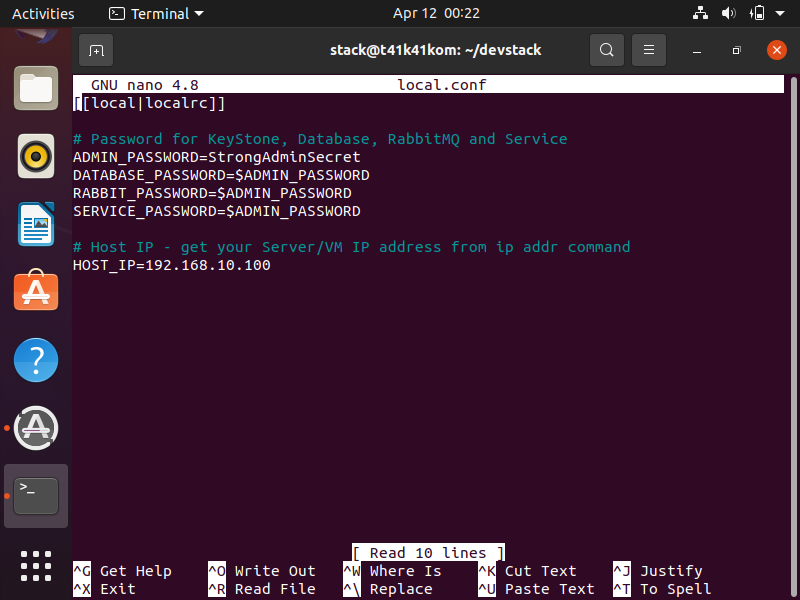 Activities Terminal Apr 12 00:22
stack@t41k41kom: ~/devstack
GNU nano 4.8 local.conf
[[local|localrc]]
# Password for KeyStone, Database, RabbitMQ and Service
ADMIN_PASSWORD=StrongAdminSecret
DATABASE_PASSWORD=$ADMIN_PASSWORD
RABBIT_PASSWORD=$ADMIN_PASSWORD
SERVICE_PASSWORD=$ADMIN_PASSWORD
# Host IP - get your Server/VM IP address from ip addr command
HOST_IP=192.168.10.100
[ Read 10 lines ]
^G Get Help ^O Write Out ^W Where Is ^K Cut Text ^J Justify
^X Exit ^R Read File ^\ Replace ^U Paste Text ^T To Spell